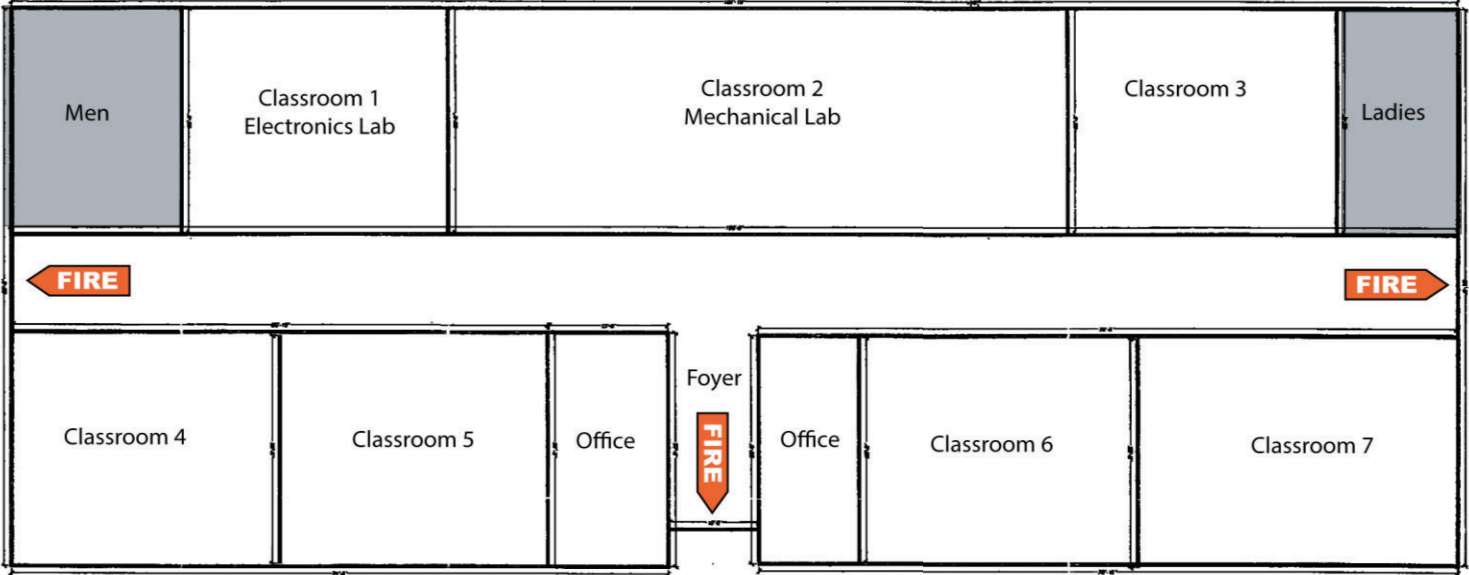 Men
Classroom 1
Electronics Lab
Classroom 2
Mechanical Lab
Classroom 3
Ladies
FIRE
FIRE
Classroom 4
Classroom 5
Office
Foyer
FIRE
Office
Classroom 6
Classroom 7